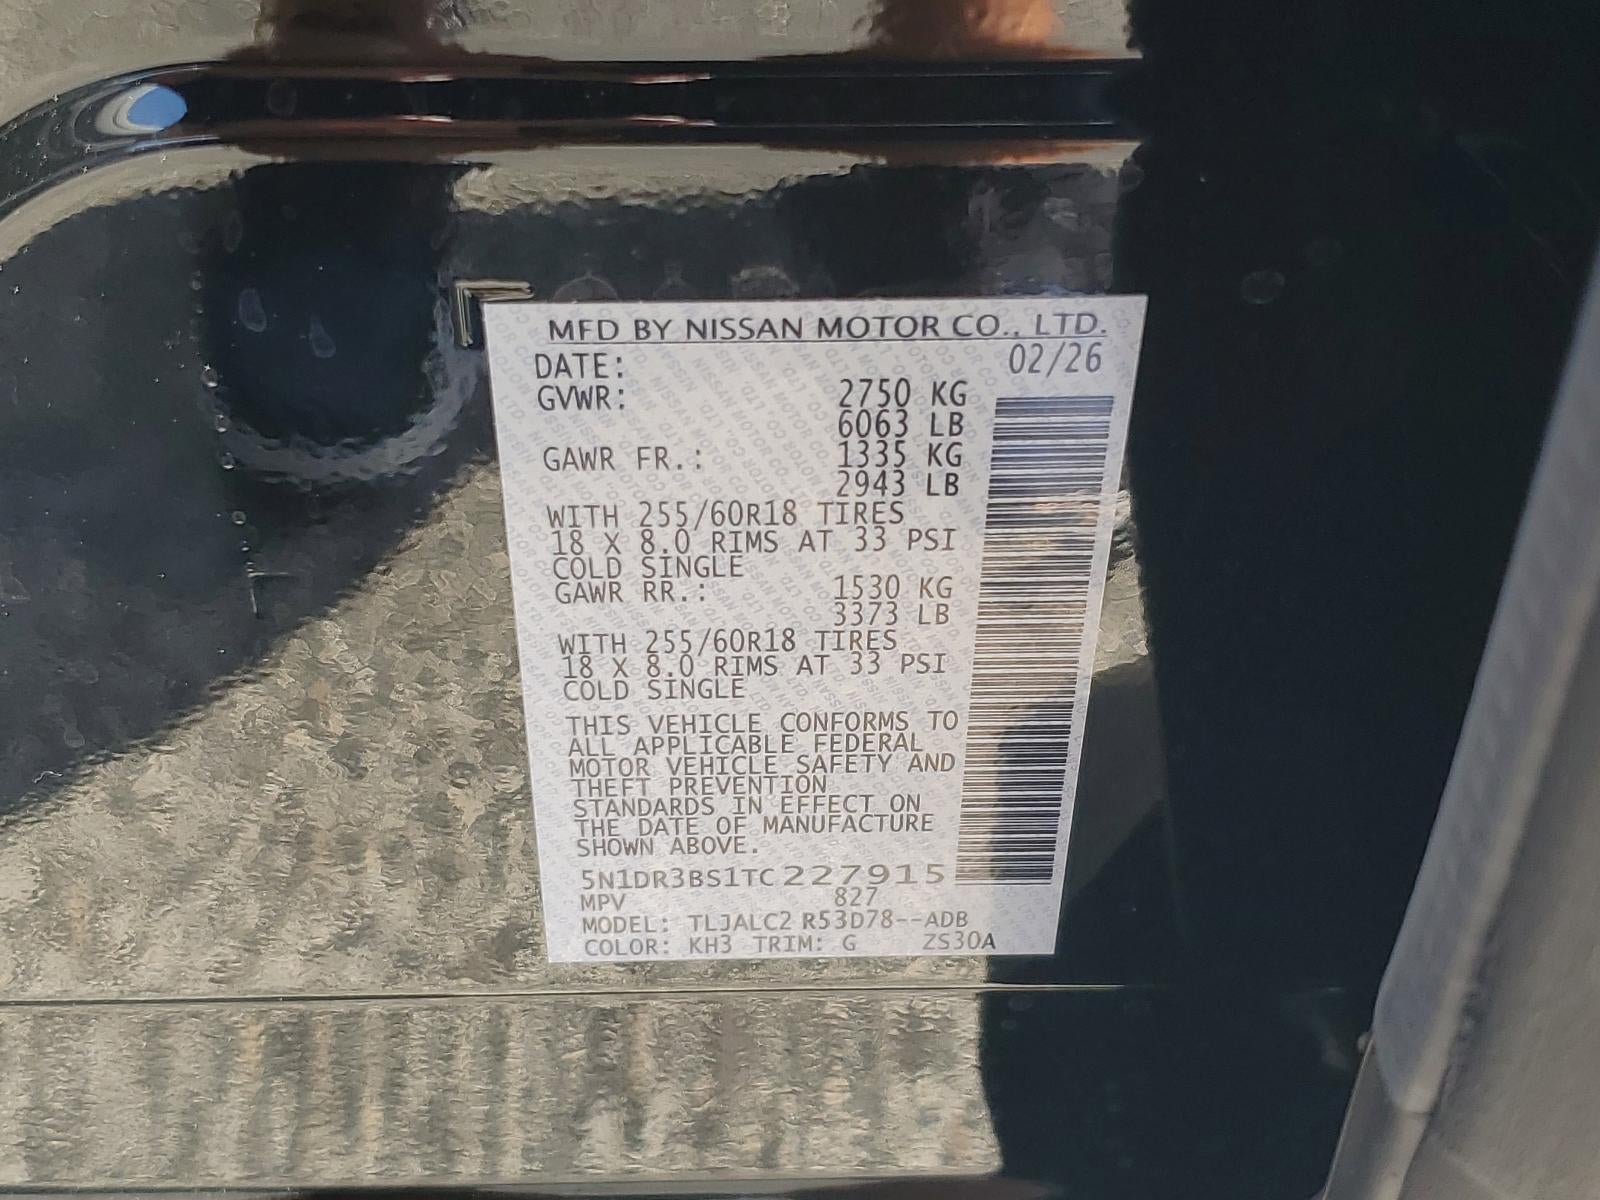 MFD BY NISSAN MOTOR CO., LTD.
DATE: 02/26
GVWR: 2750 KG
6063 LB
GAWR FR.: 1335 KG
2943 LB
WITH 255/60R18 TIRES
18 X 8.0 RIMS AT 33 PSI
COLD SINGLE
GAWR RR.: 1530 KG
3373 LB
WITH 255/60R18 TIRES
18 X 8.0 RIMS AT 33 PSI
COLD SINGLE
THIS VEHICLE CONFORMS TO
ALL APPLICABLE FEDERAL
MOTOR VEHICLE SAFETY AND
THEFT PREVENTION
STANDARDS IN EFFECT ON
THE DATE OF MANUFACTURE
SHOWN ABOVE.
5N1DR3BS1TC227915
MPV 827
MODEL: TLJALC2 R53D78--ADB
COLOR: KH3 TRIM: G ZS30A